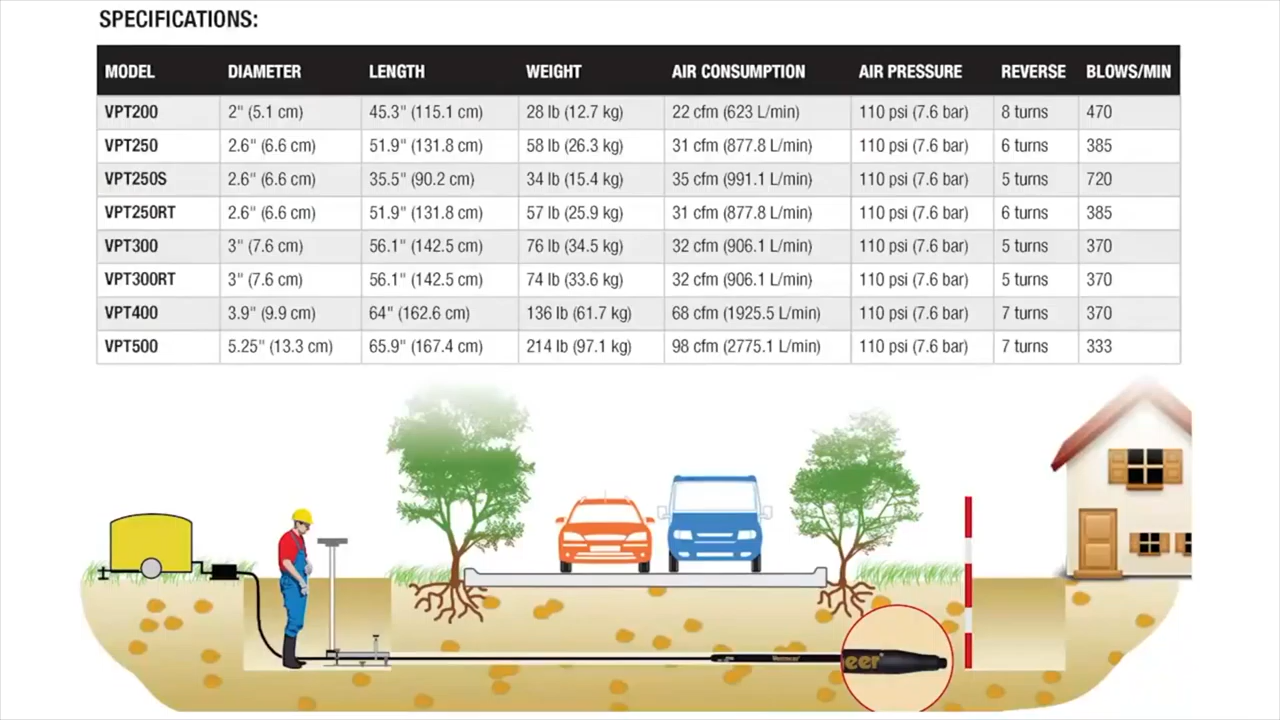 SPECIFICATIONS:
MODEL DIAMETER LENGTH WEIGHT AIR CONSUMPTION AIR PRESSURE REVERSE BLOWS/MIN
VPT200 2" (5.1 cm) 45.3" (115.1 cm) 28 lb (12.7 kg) 22 cfm (623 L/min) 110 psi (7.6 bar) 8 turns 470
VPT250 2.6" (6.6 cm) 51.9" (131.8 cm) 58 lb (26.3 kg) 31 cfm (877.8 L/min) 110 psi (7.6 bar) 6 turns 385
VPT250S 2.6" (6.6 cm) 35.5" (90.2 cm) 34 lb (15.4 kg) 35 cfm (991.1 L/min) 110 psi (7.6 bar) 5 turns 720
VPT250RT 2.6" (6.6 cm) 51.9" (131.8 cm) 57 lb (25.9 kg) 31 cfm (877.8 L/min) 110 psi (7.6 bar) 6 turns 385
VPT300 3" (7.6 cm) 56.1" (142.5 cm) 76 lb (34.5 kg) 32 cfm (906.1 L/min) 110 psi (7.6 bar) 5 turns 370
VPT300RT 3" (7.6 cm) 56.1" (142.5 cm) 74 lb (33.6 kg) 32 cfm (906.1 L/min) 110 psi (7.6 bar) 5 turns 370
VPT400 3.9" (9.9 cm) 64" (162.6 cm) 136 lb (61.7 kg) 68 cfm (1925.5 L/min) 110 psi (7.6 bar) 7 turns 370
VPT500 5.25" (13.3 cm) 65.9" (167.4 cm) 214 lb (97.1 kg) 98 cfm (2775.1 L/min) 110 psi (7.6 bar) 7 turns 333
eer